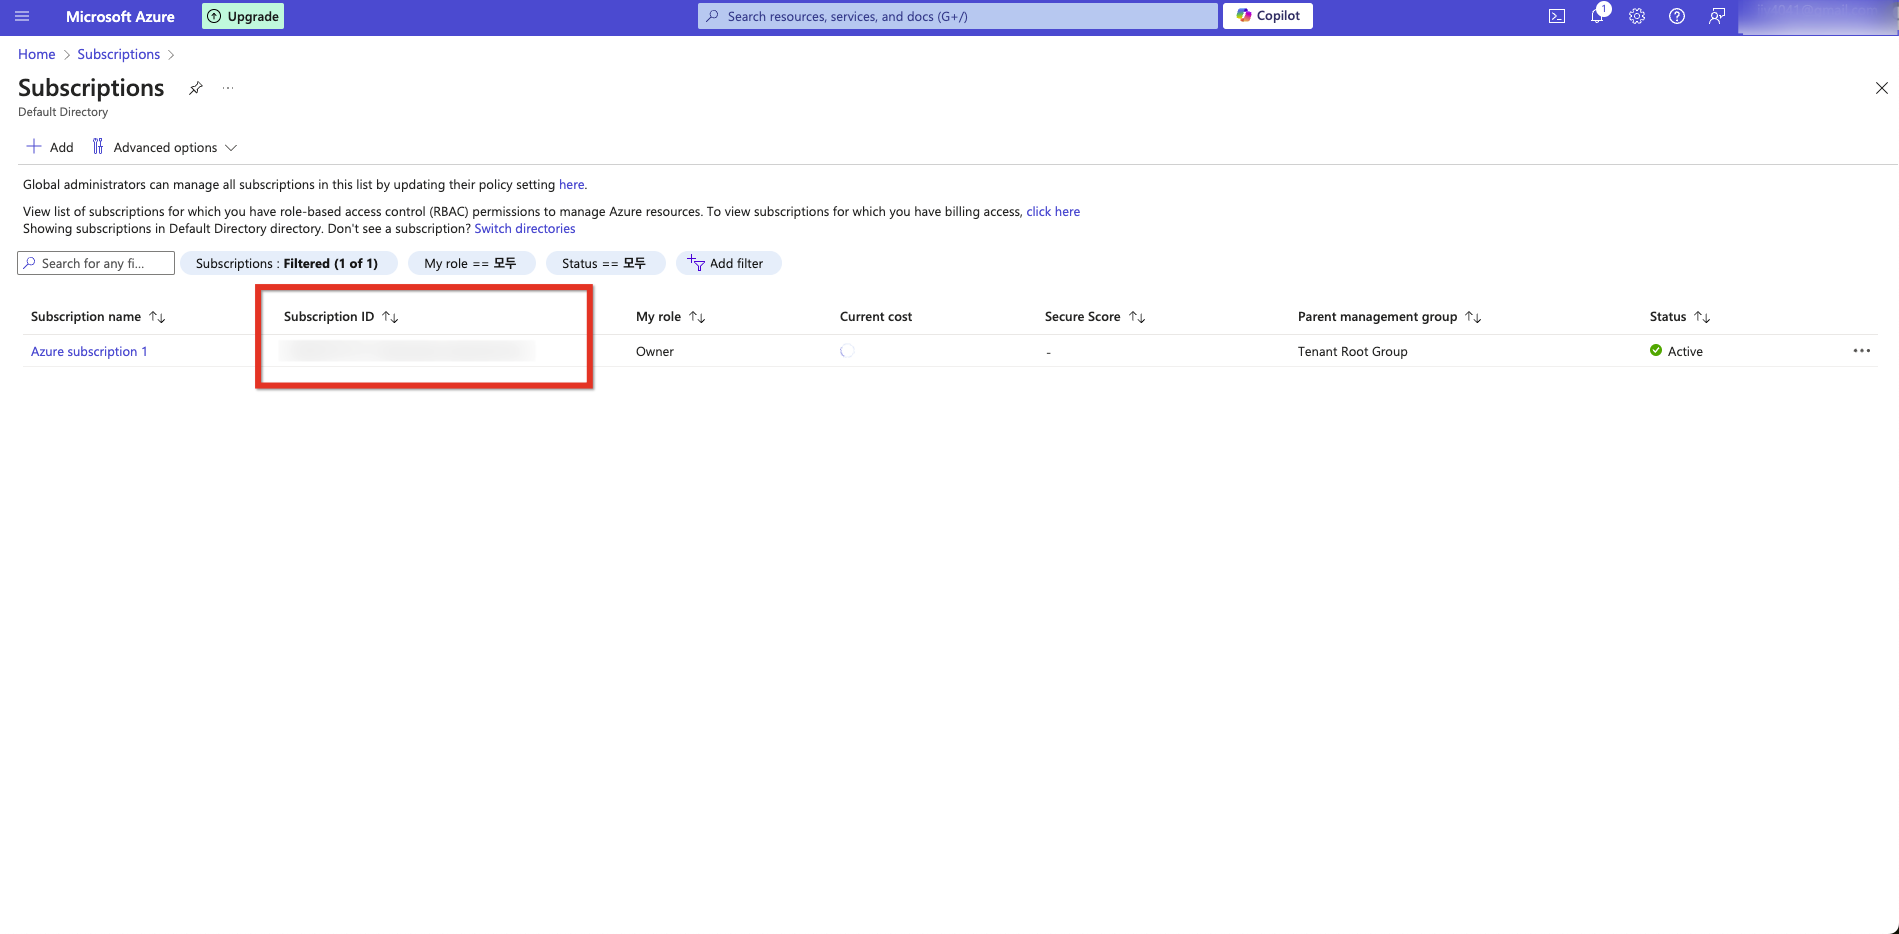 Microsoft Azure Upgrade Search resources, services, and docs (G+/) Copilot 1
Home Subscriptions
Subscriptions
Default Directory
Add Advanced options
Global administrators can manage all subscriptions in this list by updating their policy setting here.
View list of subscriptions for which you have role-based access control (RBAC) permissions to manage Azure resources. To view subscriptions for which you have billing access, click here
Showing subscriptions in Default Directory directory. Don't see a subscription? Switch directories
Search for any fi... Subscriptions : Filtered (1 of 1) My role == 모두 Status == 모두 Add filter
Subscription name Subscription ID My role Current cost Secure Score Parent management group Status
Azure subscription 1 Owner - Tenant Root Group Active